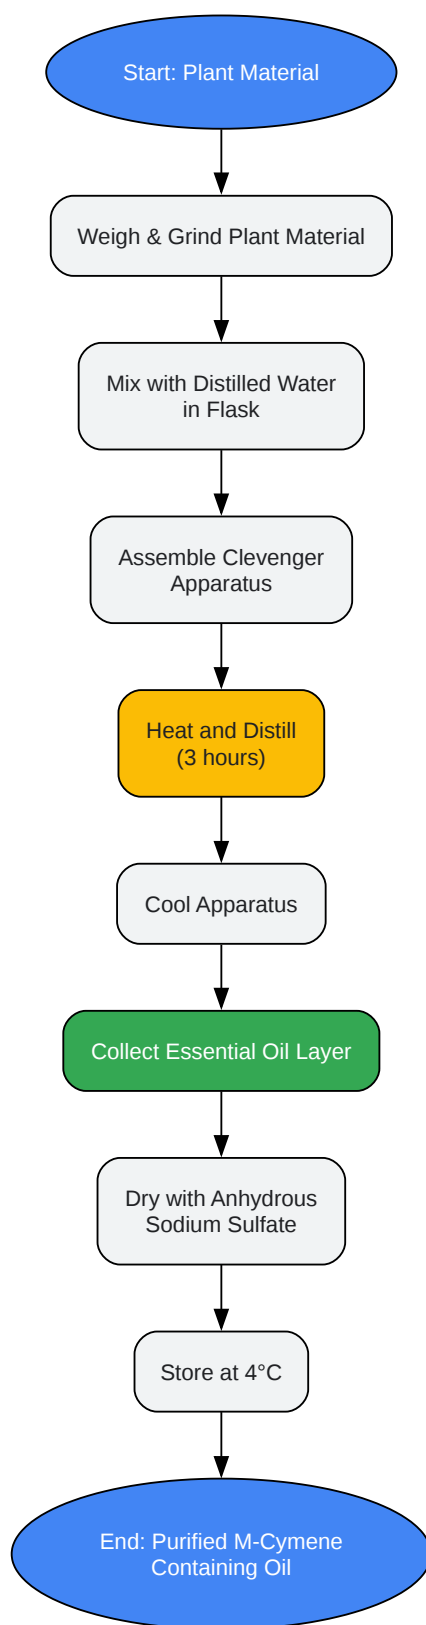 Start: Plant Material
Weigh & Grind Plant Material
Mix with Distilled Water
in Flask
Assemble Clevenger
Apparatus
Heat and Distill
(3 hours)
Cool Apparatus
Collect Essential Oil Layer
Dry with Anhydrous
Sodium Sulfate
Store at 4°C
End: Purified M-Cymene
Containing Oil